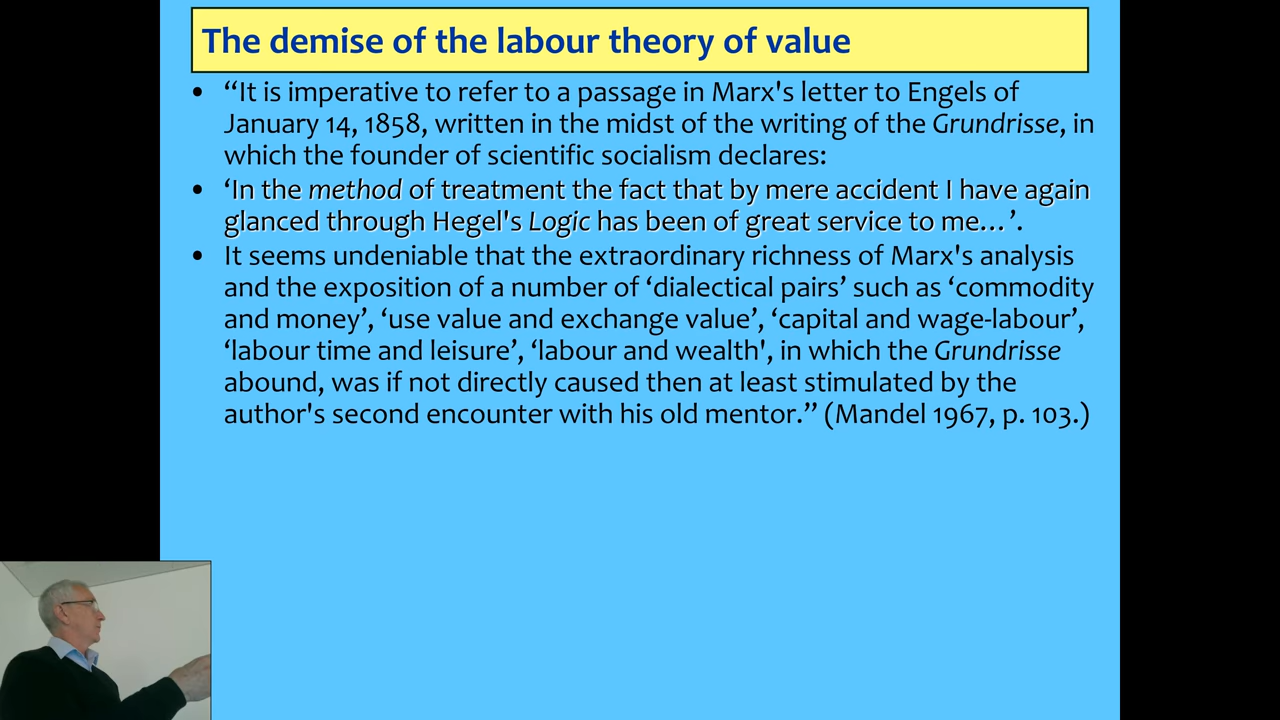 The demise of the labour theory of value
• “It is imperative to refer to a passage in Marx's letter to Engels of
January 14, 1858, written in the midst of the writing of the Grundrisse, in
which the founder of scientific socialism declares:
• ‘In the method of treatment the fact that by mere accident I have again
glanced through Hegel's Logic has been of great service to me…’.
• It seems undeniable that the extraordinary richness of Marx's analysis
and the exposition of a number of ‘dialectical pairs’ such as ‘commodity
and money’, ‘use value and exchange value’, ‘capital and wage-labour’,
‘labour time and leisure’, ‘labour and wealth', in which the Grundrisse
abound, was if not directly caused then at least stimulated by the
author's second encounter with his old mentor.” (Mandel 1967, p. 103.)